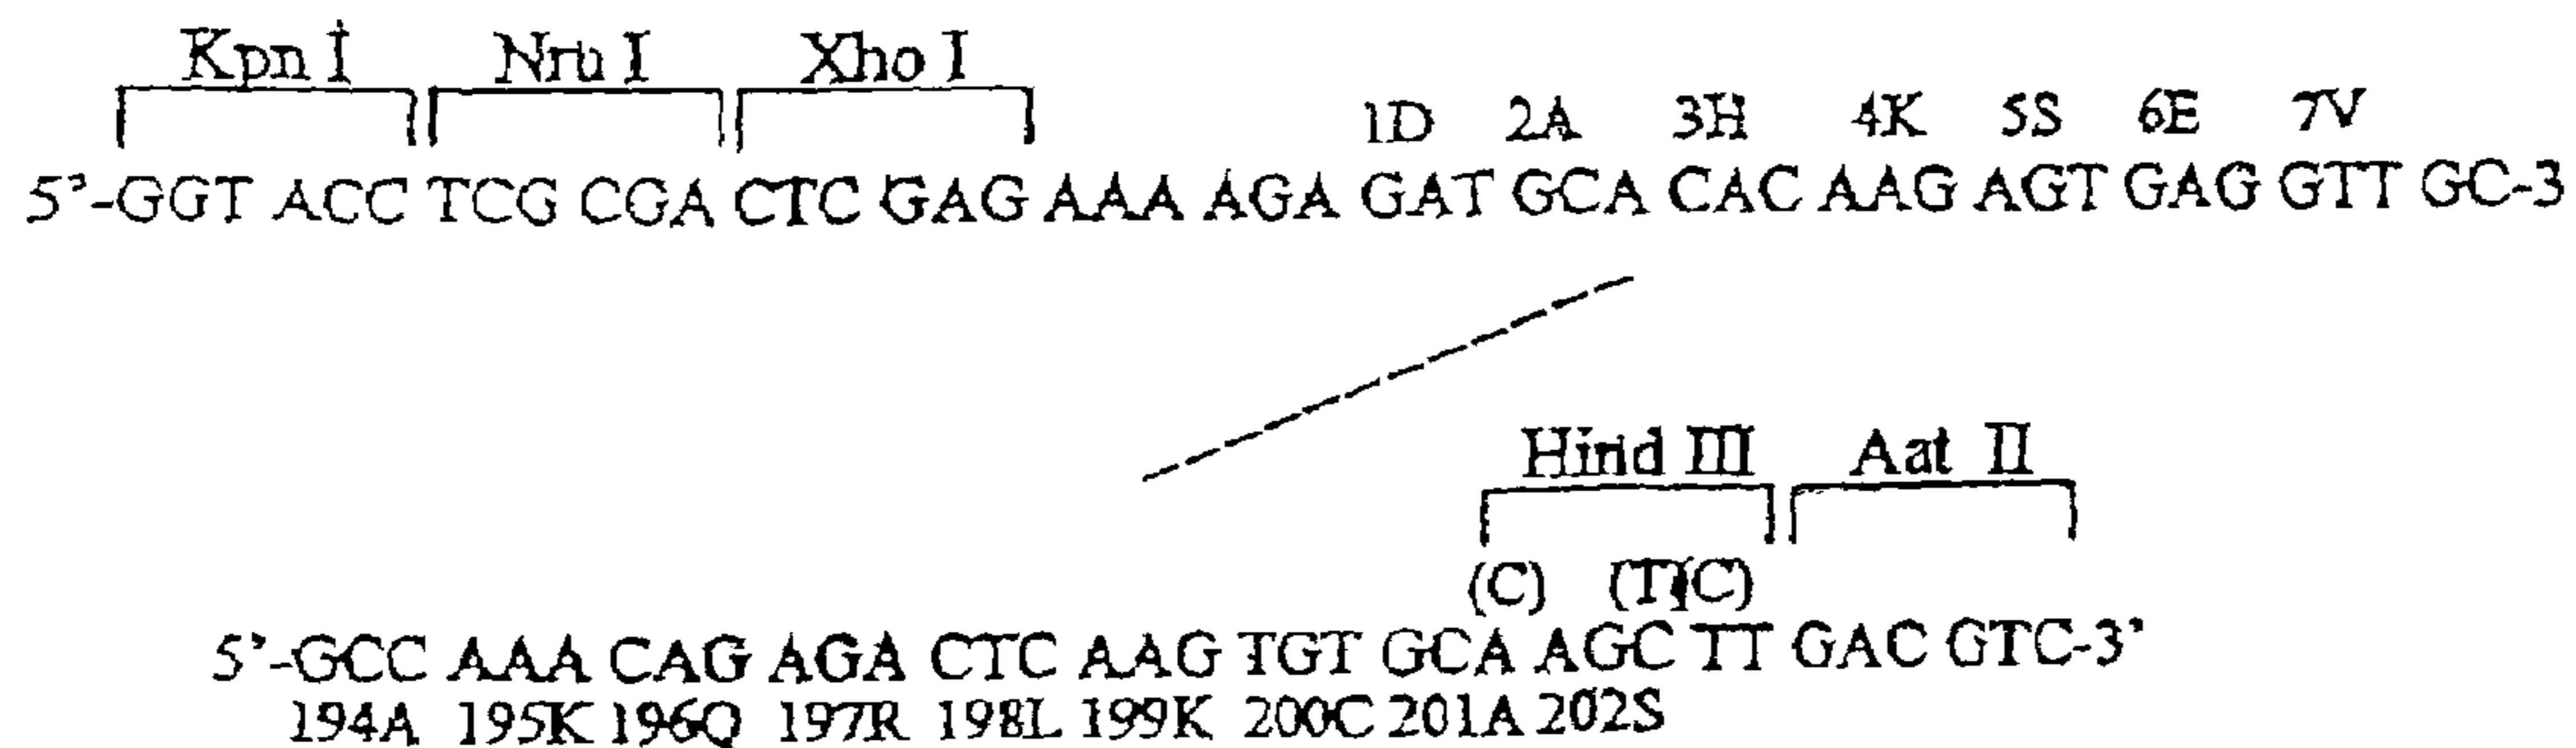 Kpn I Nru I Xho I
1D 2A 3H 4K 5S 6E 7V
5’-GGT ACC TCG CGA CTC GAG AAA AGA GAT GCA CAC AAG AGT GAG GTT GC-3
Hind III Aat II
(C) (T)(C)
5’-GCC AAA CAG AGA CTC AAG TGT GCA AGC TT GAC GTC-3’
194A 195K 196Q 197R 198L 199K 200C 201A 202S